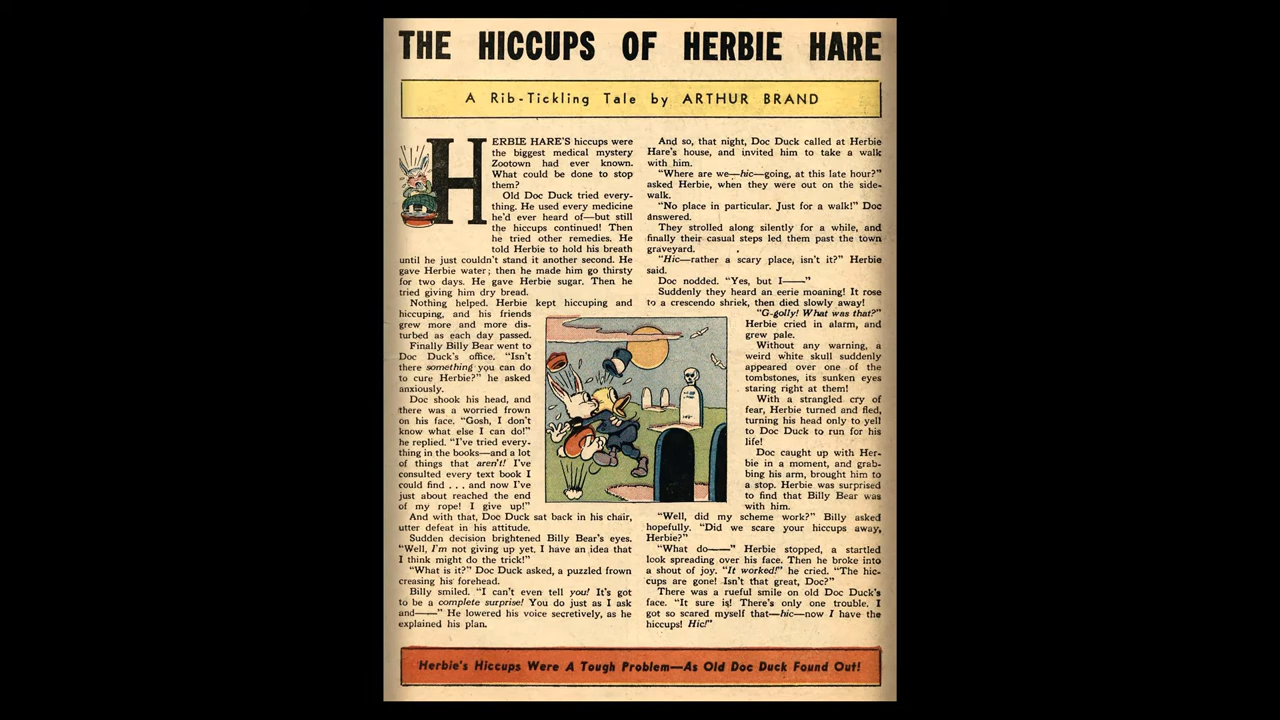 THE HICCUPS OF HERBIE HARE
A Rib-Tickling Tale by ARTHUR BRAND
HERBIE HARE'S hiccups were
the biggest medical mystery
Zootown had ever known.
What could be done to stop
them?
Old Doc Duck tried every-
thing. He used every medicine
he'd ever heard of—but still
the hiccups continued! Then
he tried other remedies. He
told Herbie to hold his breath
until he just couldn't stand it another second. He
gave Herbie water; then he made him go thirsty
for two days. He gave Herbie sugar. Then he
tried giving him dry bread.
Nothing helped. Herbie kept hiccuping and
hiccuping, and his friends
grew more and more dis-
turbed as each day passed.
Finally Billy Bear went to
Doc Duck's office. "Isn't
there something you can do
to cure Herbie?" he asked
anxiously.
Doc shook his head, and
there was a worried frown
on his face. "Gosh, I don't
know what else I can do!"
he replied. "I've tried every-
thing in the books—and a lot
of things that aren't! I've
consulted every text book I
could find . . . and now I've
just about reached the end
of my rope! I give up!"
And with that, Doc Duck sat back in his chair,
utter defeat in his attitude.
Sudden decision brightened Billy Bear's eyes.
"Well, I'm not giving up yet. I have an idea that
I think might do the trick!"
"What is it?" Doc Duck asked, a puzzled frown
creasing his forehead.
Billy smiled. "I can't even tell you! It's got
to be a complete surprise! You do just as I ask
and——" He lowered his voice secretively, as he
explained his plan.
And so, that night, Doc Duck called at Herbie
Hare's house, and invited him to take a walk
with him.
"Where are we—hic—going, at this late hour?"
asked Herbie, when they were out on the side-
walk.
"No place in particular. Just for a walk!" Doc
answered.
They strolled along silently for a while, and
finally their casual steps led them past the town
graveyard.
"Hic—rather a scary place, isn't it?" Herbie
said.
Doc nodded. "Yes, but I——"
Suddenly they heard an eerie moaning! It rose
to a crescendo shriek, then died slowly away!
"G-golly! What was that?"
Herbie cried in alarm, and
grew pale.
Without any warning, a
weird white skull suddenly
appeared over one of the
tombstones, its sunken eyes
staring right at them!
With a strangled cry of
fear, Herbie turned and fled,
turning his head only to yell
to Doc Duck to run for his
life!
Doc caught up with Her-
bie in a moment, and grab-
bing his arm, brought him to
a stop. Herbie was surprised
to find that Billy Bear was
with him.
"Well, did my scheme work?" Billy asked
hopefully. "Did we scare your hiccups away,
Herbie?"
"What do——" Herbie stopped, a startled
look spreading over his face. Then he broke into
a shout of joy. "It worked!" he cried. "The hic-
cups are gone! Isn't that great, Doc?"
There was a rueful smile on old Doc Duck's
face. "It sure is! There's only one trouble. I
got so scared myself that—hic—now I have the
hiccups! Hic!"
Herbie's Hiccups Were A Tough Problem—As Old Doc Duck Found Out!